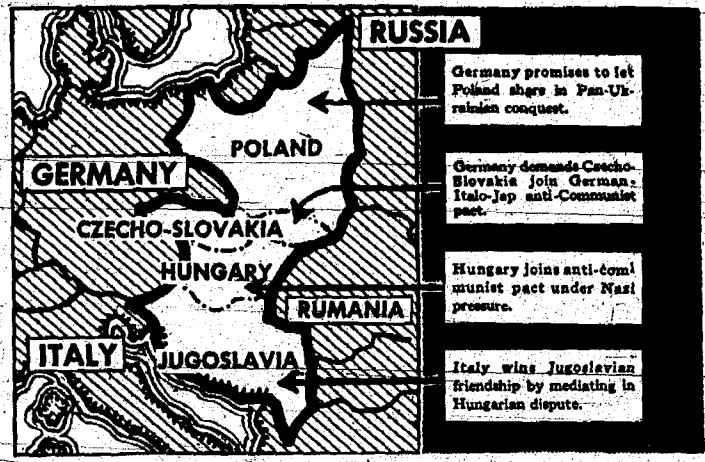 RUSSIA
Germany promises to let
Poland share in Pan-Uk-
rainian conquest.
POLAND
GERMANY
Germany demands Czecho-
Slovakia join German-
Italo-Jap anti-Communist
pact.
CZECHO-SLOVAKIA
HUNGARY
Hungary joins anti-com
munist pact under Nazi
pressure.
RUMANIA
ITALY
JUGOSLAVIA
Italy wins Jugoslavian
friendship by mediating in
Hungarian dispute.